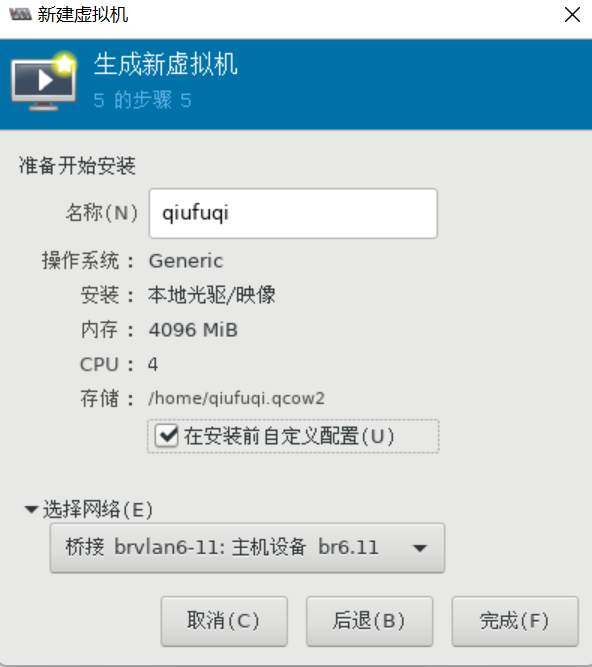 新建虚拟机
生成新虚拟机
5 的步骤 5
准备开始安装
名称(N) qiufuqi
操作系统： Generic
安装： 本地光驱/映像
内存： 4096 MiB
CPU： 4
存储： /home/qiufuqi.qcow2
在安装前自定义配置(U)
选择网络(E)
桥接 brvlan6-11: 主机设备 br6.11
取消(C) 后退(B) 完成(F)